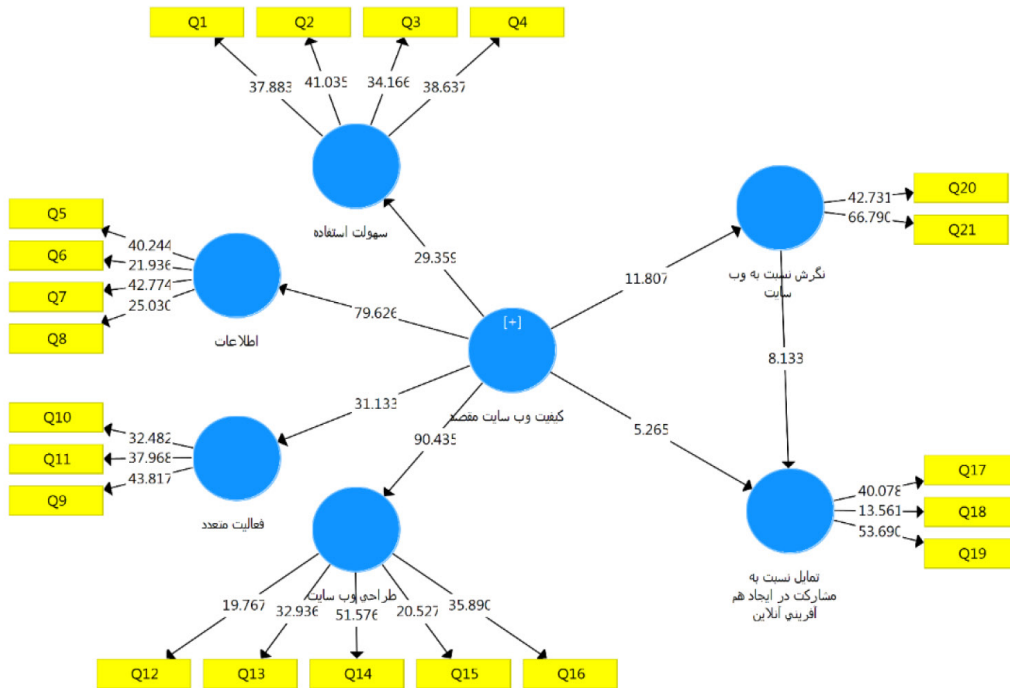 Q1
Q2
Q3
Q4
37.883
41.035
34.166
38.637
سهولت استفاده
29.359
Q5
Q6
Q7
Q8
40.244
21.936
42.774
25.030
اطلاعات
79.626
Q10
Q11
Q9
32.482
37.968
43.817
فعالیت متعدد
31.133
[+]
کیفیت وب سایت مقصد
90.435
طراحی وب سایت
19.767
32.936
51.576
20.527
35.890
Q12
Q13
Q14
Q15
Q16
11.807
Q20
Q21
42.731
66.790
نگرش نسبت به وب
سایت
8.133
5.265
Q17
Q18
Q19
40.078
13.561
53.690
تمایل نسبت به
مشارکت در ایجاد هم
آفرینی آنلاین